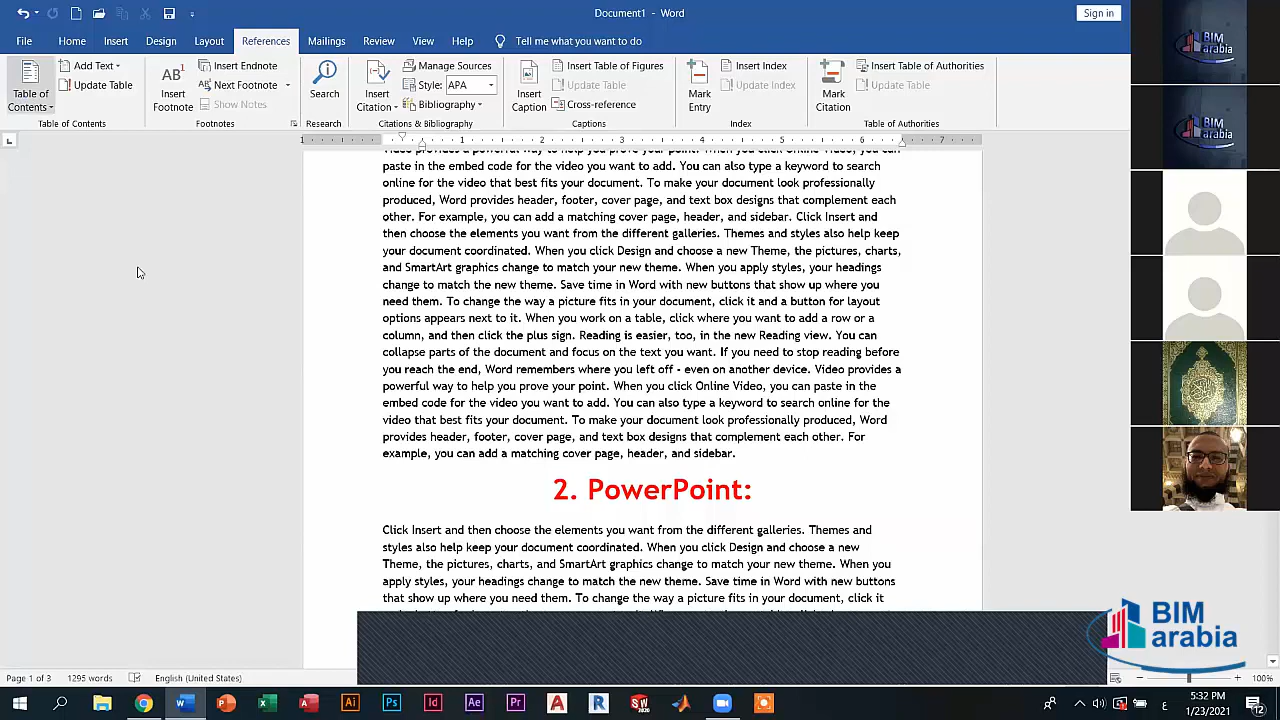 Document1 - Word
Sign in
File Home Insert Design Layout References Mailings Review View Help Tell me what you want to do
Table of Contents
Add Text
Update Table
Table of Contents
AB1
Insert Footnote
Insert Endnote
Next Footnote
Show Notes
Footnotes
Search
Research
Insert Citation
Manage Sources
Style: APA
Bibliography
Citations & Bibliography
Insert Caption
Insert Table of Figures
Update Table
Cross-reference
Captions
Mark Entry
Insert Index
Update Index
Index
Mark Citation
Insert Table of Authorities
Update Table
Table of Authorities
1 1 2 3 4 5 6 7
Video provides a powerful way to help you prove your point. When you click Online Video, you can
paste in the embed code for the video you want to add. You can also type a keyword to search
online for the video that best fits your document. To make your document look professionally
produced, Word provides header, footer, cover page, and text box designs that complement each
other. For example, you can add a matching cover page, header, and sidebar. Click Insert and
then choose the elements you want from the different galleries. Themes and styles also help keep
your document coordinated. When you click Design and choose a new Theme, the pictures, charts,
and SmartArt graphics change to match your new theme. When you apply styles, your headings
change to match the new theme. Save time in Word with new buttons that show up where you
need them. To change the way a picture fits in your document, click it and a button for layout
options appears next to it. When you work on a table, click where you want to add a row or a
column, and then click the plus sign. Reading is easier, too, in the new Reading view. You can
collapse parts of the document and focus on the text you want. If you need to stop reading before
you reach the end, Word remembers where you left off - even on another device. Video provides a
powerful way to help you prove your point. When you click Online Video, you can paste in the
embed code for the video you want to add. You can also type a keyword to search online for the
video that best fits your document. To make your document look professionally produced, Word
provides header, footer, cover page, and text box designs that complement each other. For
example, you can add a matching cover page, header, and sidebar.
2. PowerPoint:
Click Insert and then choose the elements you want from the different galleries. Themes and
styles also help keep your document coordinated. When you click Design and choose a new
Theme, the pictures, charts, and SmartArt graphics change to match your new theme. When you
apply styles, your headings change to match the new theme. Save time in Word with new buttons
that show up where you need them. To change the way a picture fits in your document, click it
BIM arabia
BIM arabia
BIM
arabia
Page 1 of 3 1295 words English (United States)
100%
Ai Ps Id Ae Pr A R SW 2020
ع
5:32 PM
1/23/2021
12